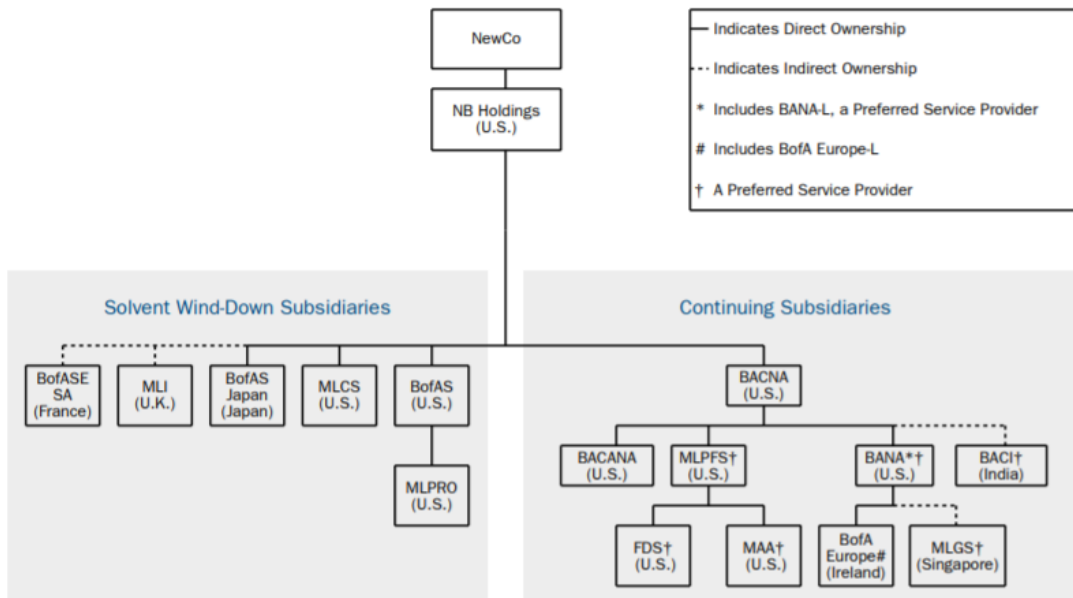 NewCo
NB Holdings
(U.S.)
Indicates Direct Ownership
Indicates Indirect Ownership
* Includes BANA-L, a Preferred Service Provider
# Includes BofA Europe-L
† A Preferred Service Provider
Solvent Wind-Down Subsidiaries
BofASE
SA
(France)
MLI
(U.K.)
BofAS
Japan
(Japan)
MLCS
(U.S.)
BofAS
(U.S.)
MLPRO
(U.S.)
Continuing Subsidiaries
BACNA
(U.S.)
BACANA
(U.S.)
MLPFS†
(U.S.)
BANA*†
(U.S.)
BACI†
(India)
FDS†
(U.S.)
MAA†
(U.S.)
BofA
Europe#
(Ireland)
MLGS†
(Singapore)